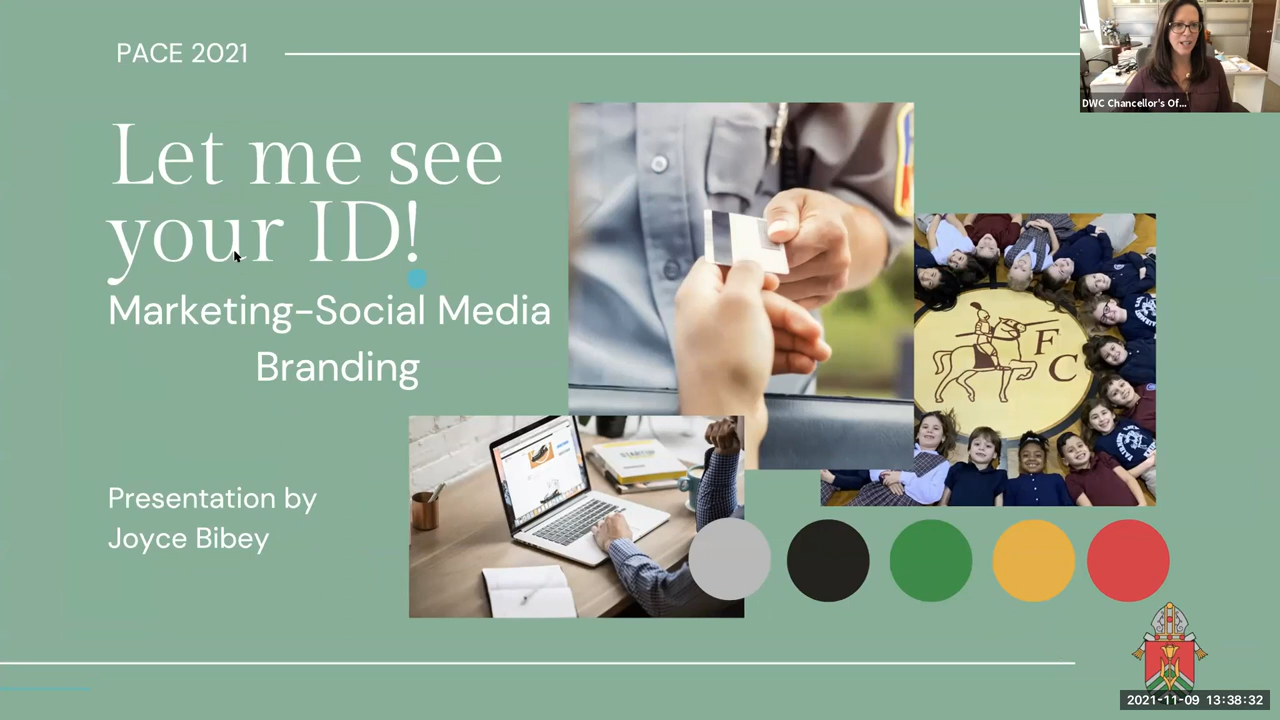 PACE 2021
DWC Chancellor's Of...
Let me see
your ID!
Marketing-Social Media
Branding
F
C
STARTUP
Presentation by
Joyce Bibey
2021-11-09 13:38:32